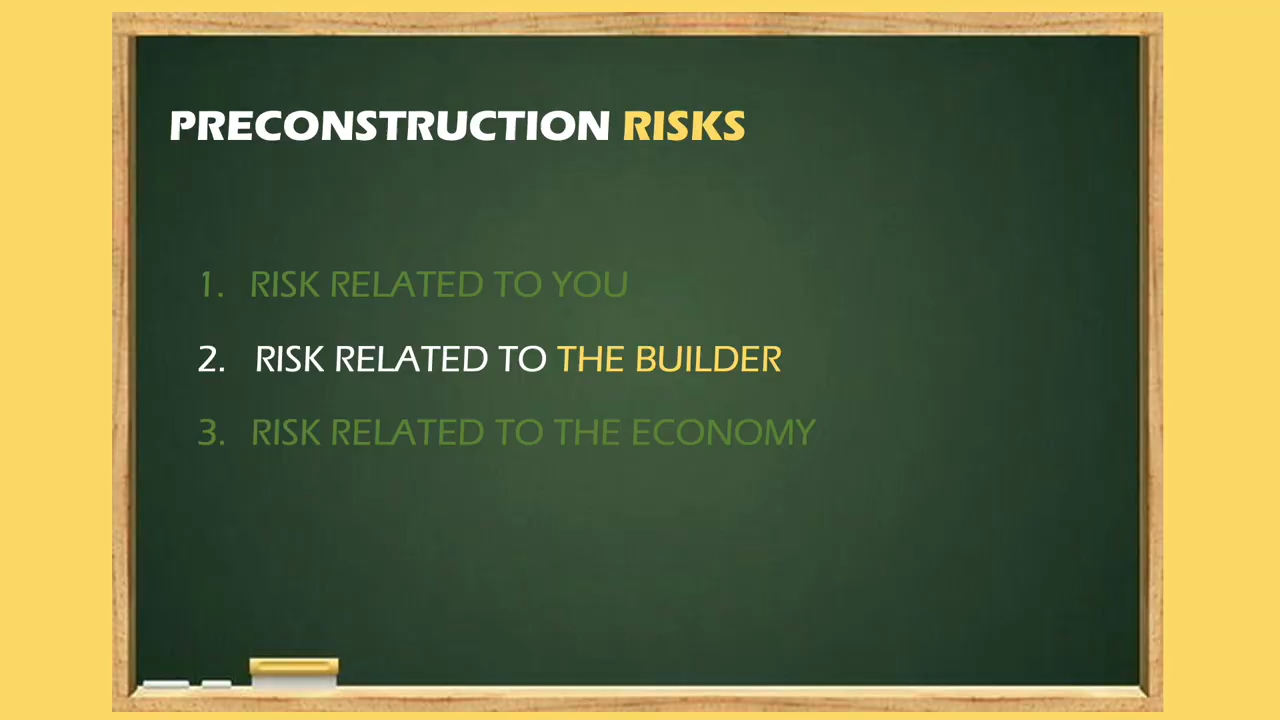 PRECONSTRUCTION RISKS
1. RISK RELATED TO YOU
2. RISK RELATED TO THE BUILDER
3. RISK RELATED TO THE ECONOMY